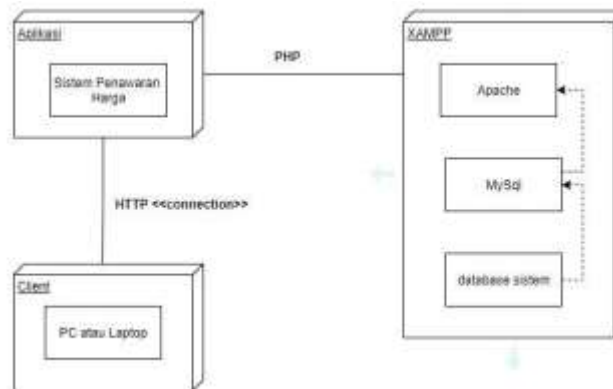 Aplikasi
Sistem Penawaran
Harga
PHP
XAMPP
Apache
MySql
database sistem
HTTP <<connection>>
Client
PC atau Laptop